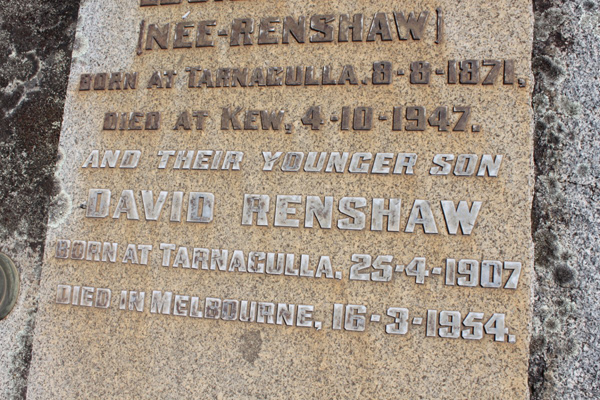 [NEE-RENSHAW]
BORN AT TARNAGULLA, 8-8-1871.
DIED AT KEW, 4-10-1947.
AND THEIR YOUNGER SON
DAVID RENSHAW
BORN AT TARNAGULLA, 25-4-1907
DIED IN MELBOURNE, 16-3-1954.